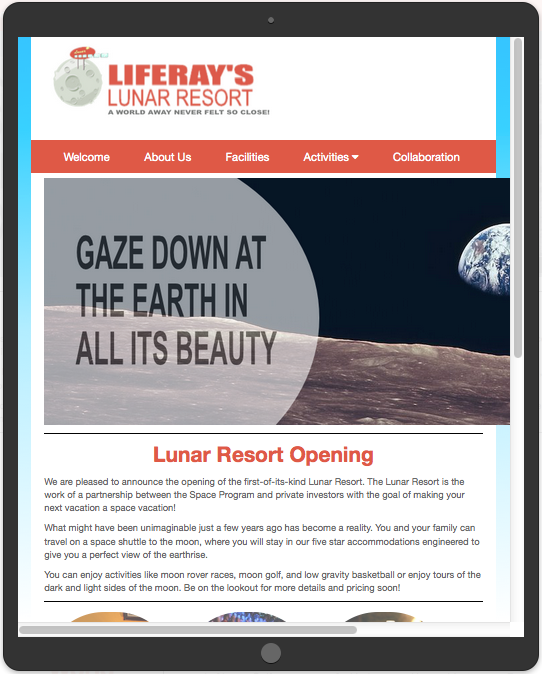 LIFERAY'S
LUNAR RESORT
A WORLD AWAY NEVER FELT SO CLOSE!
Welcome About Us Facilities Activities Collaboration
GAZE DOWN AT
THE EARTH IN
ALL ITS BEAUTY
Lunar Resort Opening
We are pleased to announce the opening of the first-of-its-kind Lunar Resort. The Lunar Resort is the
work of a partnership between the Space Program and private investors with the goal of making your
next vacation a space vacation!
What might have been unimaginable just a few years ago has become a reality. You and your family can
travel on a space shuttle to the moon, where you will stay in our five star accommodations engineered to
give you a perfect view of the earthrise.
You can enjoy activities like moon rover races, moon golf, and low gravity basketball or enjoy tours of the
dark and light sides of the moon. Be on the lookout for more details and pricing soon!